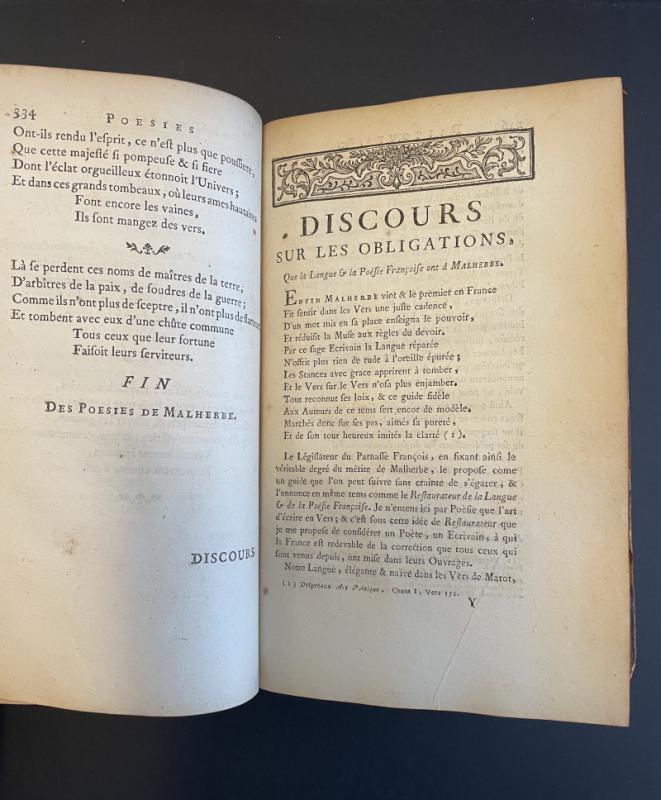 334 POESIES
Ont-ils rendu l'esprit, ce n'est plus que poussiere,
Que cette majesté si pompeuse & si fiere
Dont l'éclat orgueilleux étonnoit l'Univers;
Et dans ces grands tombeaux, où leurs ames hautaines
Font encore les vaines,
Ils sont mangez des vers.
Là se perdent ces noms de maîtres de la terre,
D'arbitres de la paix, de foudres de la guerre;
Comme ils n'ont plus de sceptre, il n'ont plus de
Et tombent avec eux d'une chûte commune
Tous ceux que leur fortune
Faisoit leurs serviteurs.
FIN
DES POESIES DE MALHERBE.
DISCOURS
DISCOURS
SUR LES OBLIGATIONS,
Que la Langue & la Poësie Françoise ont à MALHERBE.
ENFIN MALHERBE vint & le premier en France
Fit sentir dans les Vers une juste cadence,
D'un mot mis en sa place enseigna le pouvoir,
Et réduisit la Muse aux règles du devoir.
Par ce sage Ecrivain la Langue réparée
N'offrit plus rien de rude à l'oreille épurée;
Les Stances avec grace apprirent à tomber,
Et le Vers sur le Vers n'osa plus enjamber.
Tout reconnut ses loix, & ce guide fidèle
Aux Auteurs de ce tems sert encor de modèle.
Marchés donc sur ses pas, aimés sa pureté,
Et de son tour heureux imités la clarté (1).
Le Législateur du Parnasse François, en fixant ainsi le
véritable degré du mérite de Malherbe, le propose comme
un guide que l'on peut suivre sans crainte de s'égarer, &
l'annonce en même tems comme le Restaurateur de la Langue
& de la Poësie Françoise. Je n'entens ici par Poësie que l'art
d'écrire en Vers; & c'est sous cette idée de Restaurateur que
je me propose de considérer un Poète, un Ecrivain, à qui
la France est redevable de la correction que tous ceux qui
sont venus depuis, ont mise dans leurs Ouvrages.
Notre Langue, élégante & naïve dans les Vers de Marot,
(1) Despréaux Art Poëtique, Chant I, Vers 131.
Y